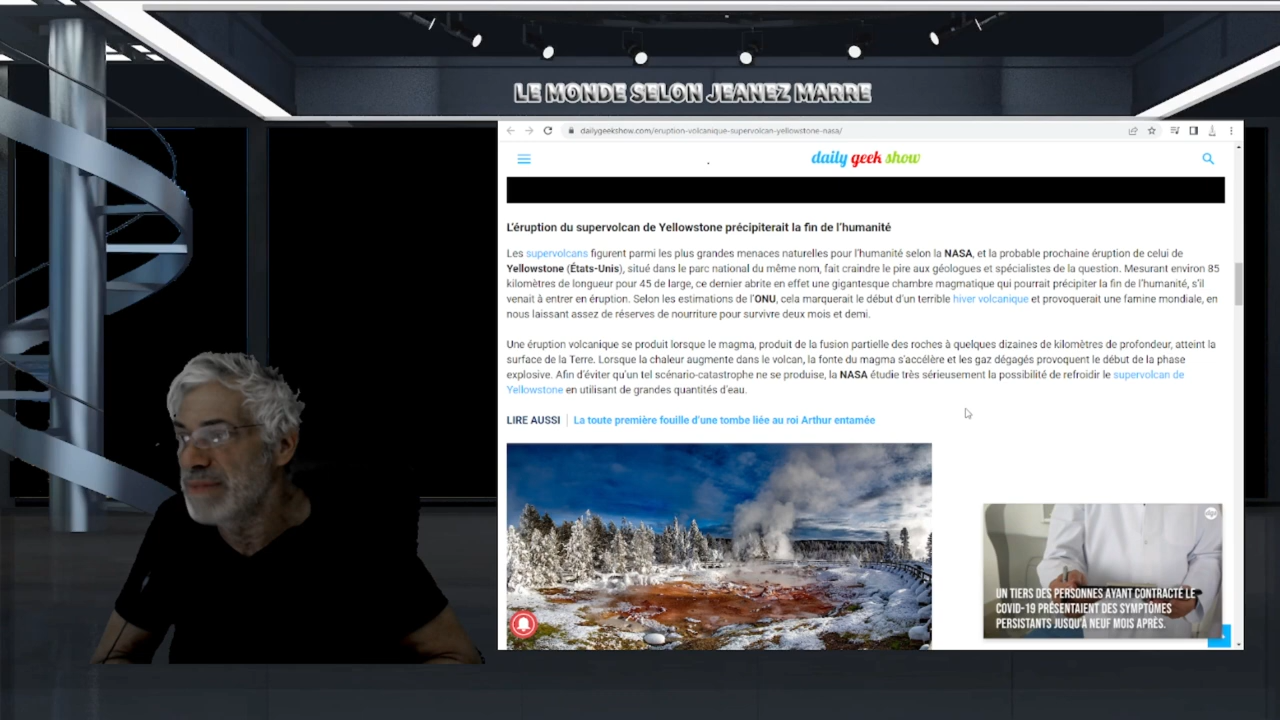 LE MONDE SELON JEANEZ MARRE
dailygeekshow.com/eruption-volcanique-supervolcan-yellowstone-nasa/
daily geek show
L'éruption du supervolcan de Yellowstone précipiterait la fin de l'humanité
Les supervolcans figurent parmi les plus grandes menaces naturelles pour l'humanité selon la NASA, et la probable prochaine éruption de celui de
Yellowstone (États-Unis), situé dans le parc national du même nom, fait craindre le pire aux géologues et spécialistes de la question. Mesurant environ 85
kilomètres de longueur pour 45 de large, ce dernier abrite en effet une gigantesque chambre magmatique qui pourrait précipiter la fin de l'humanité, s'il
venait à entrer en éruption. Selon les estimations de l'ONU, cela marquerait le début d'un terrible hiver volcanique et provoquerait une famine mondiale, en
nous laissant assez de réserves de nourriture pour survivre deux mois et demi.
Une éruption volcanique se produit lorsque le magma, produit de la fusion partielle des roches à quelques dizaines de kilomètres de profondeur, atteint la
surface de la Terre. Lorsque la chaleur augmente dans le volcan, la fonte du magma s'accélère et les gaz dégagés provoquent le début de la phase
explosive. Afin d'éviter qu'un tel scénario-catastrophe ne se produise, la NASA étudie très sérieusement la possibilité de refroidir le supervolcan de
Yellowstone en utilisant de grandes quantités d'eau.
LIRE AUSSI La toute première fouille d'une tombe liée au roi Arthur entamée
UN TIERS DES PERSONNES AYANT CONTRACTÉ LE
COVID-19 PRÉSENTAIENT DES SYMPTÔMES
PERSISTANTS JUSQU'À NEUF MOIS APRÈS.